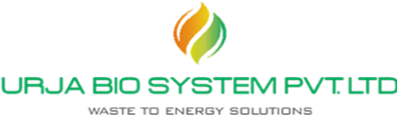 URJA BIO SYSTEM PVT. LTD
WASTE TO ENERGY SOLUTIONS